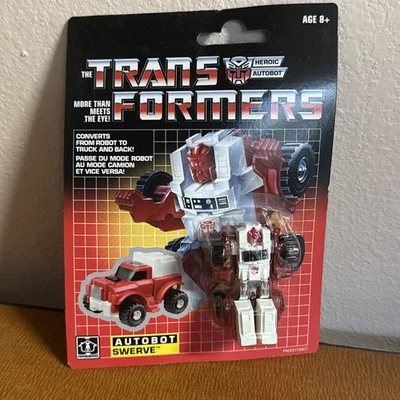 AGE 8+
THE TRANS
FORMERS
HEROIC
AUTOBOT
MORE THAN
MEETS
THE EYE!
CONVERTS
FROM ROBOT TO
TRUCK AND BACK!
PASSE DU MODE ROBOT
AU MODE CAMION
ET VICE VERSA!
AUTOBOT
SWERVE™